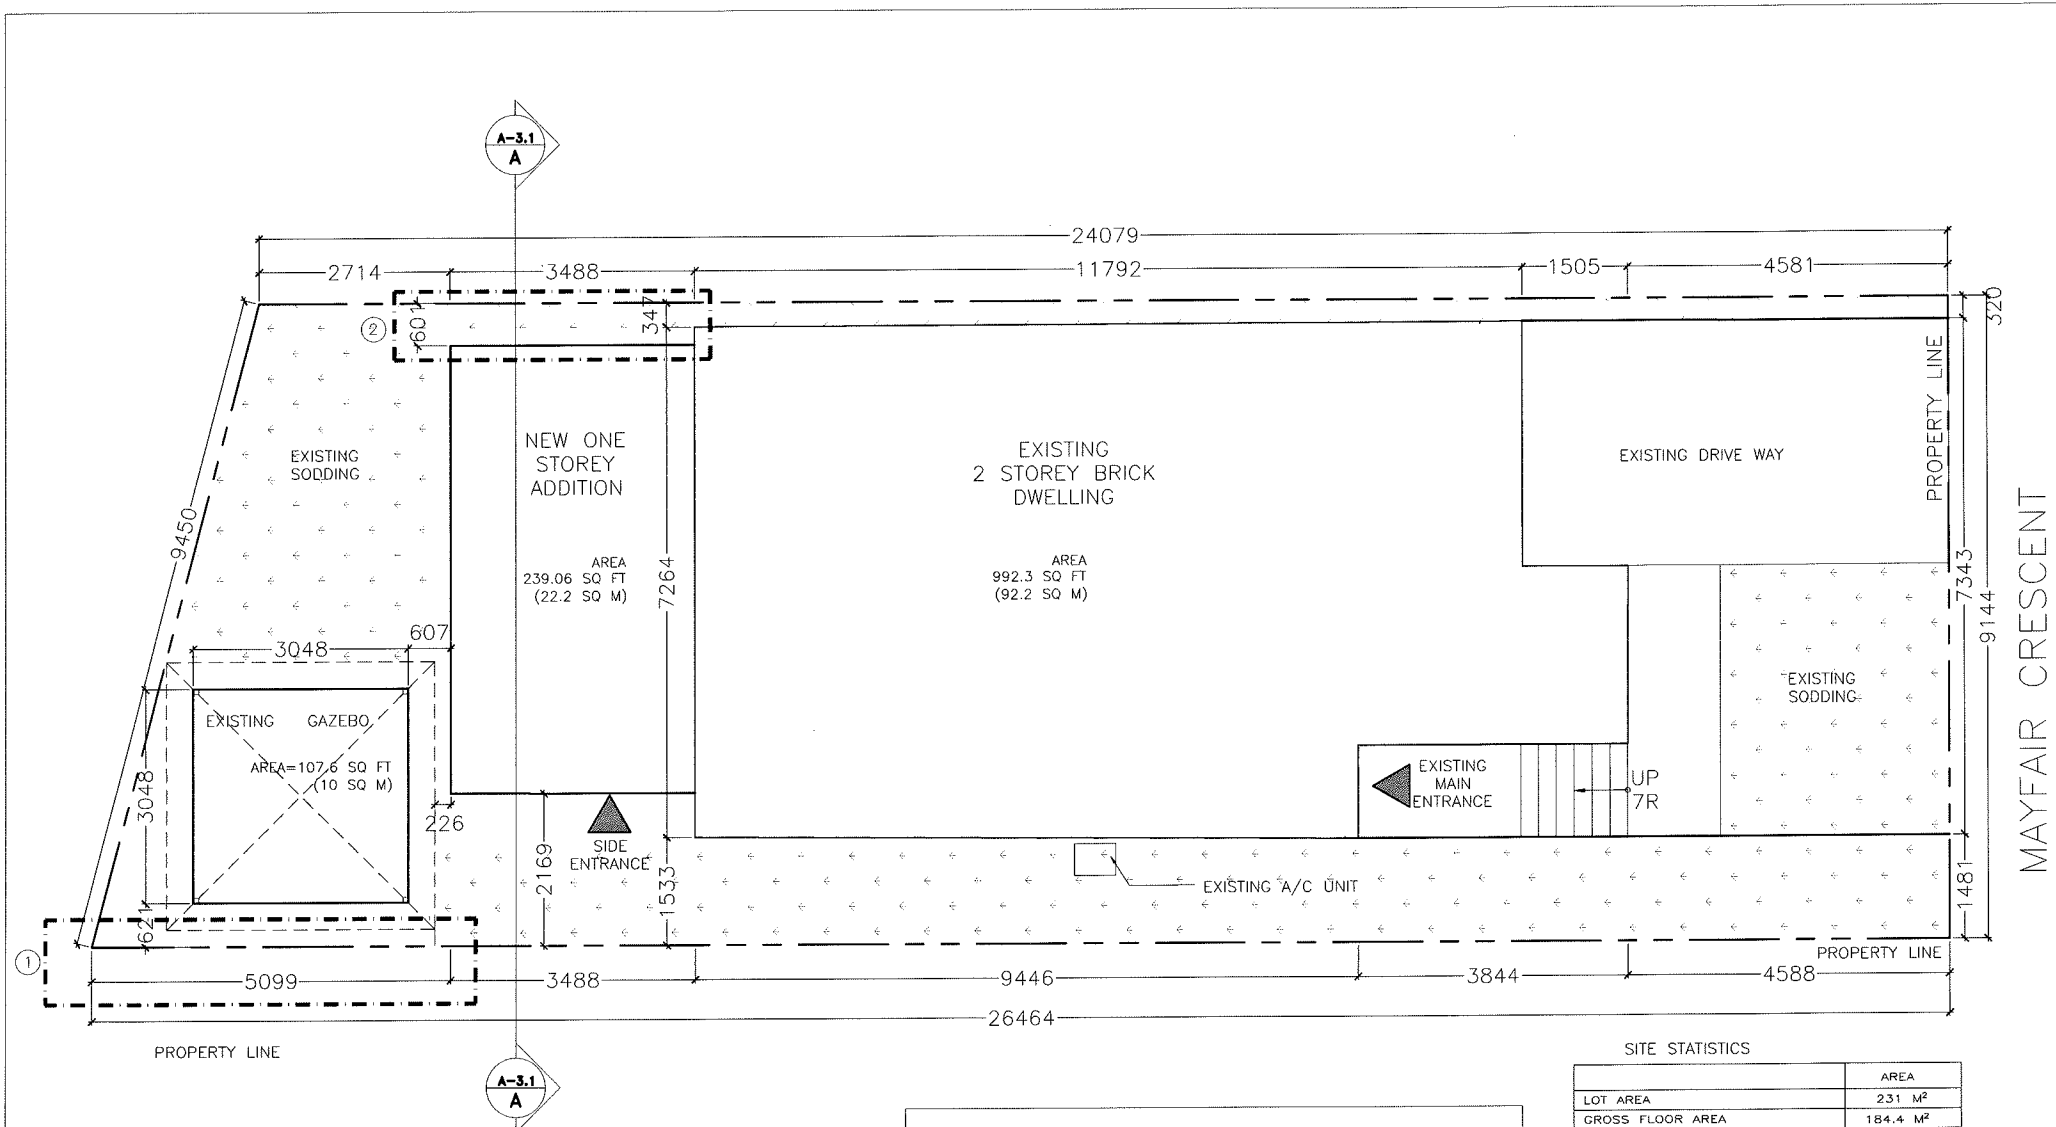 A-3.1
A
24079
2714 3488 11792 1505 4581
2
601
347
320
9450
EXISTING
SODDING
NEW ONE
STOREY
ADDITION
AREA
239.06 SQ FT
(22.2 SQ M)
7264
EXISTING
2 STOREY BRICK
DWELLING
AREA
992.3 SQ FT
(92.2 SQ M)
EXISTING DRIVE WAY
PROPERTY LINE
7343
9144
MAYFAIR CRESCENT
607
3048
3048
EXISTING GAZEBO
AREA=107.6 SQ FT
(10 SQ M)
226
621
SIDE
ENTRANCE
2169
1533
EXISTING
MAIN
ENTRANCE
UP
7R
EXISTING
SODDING
EXISTING A/C UNIT
1481
PROPERTY LINE
1
5099 3488 9446 3844 4588
26464
PROPERTY LINE
A-3.1
A
SITE STATISTICS
AREA
LOT AREA 231 M²
GROSS FLOOR AREA 184.4 M²